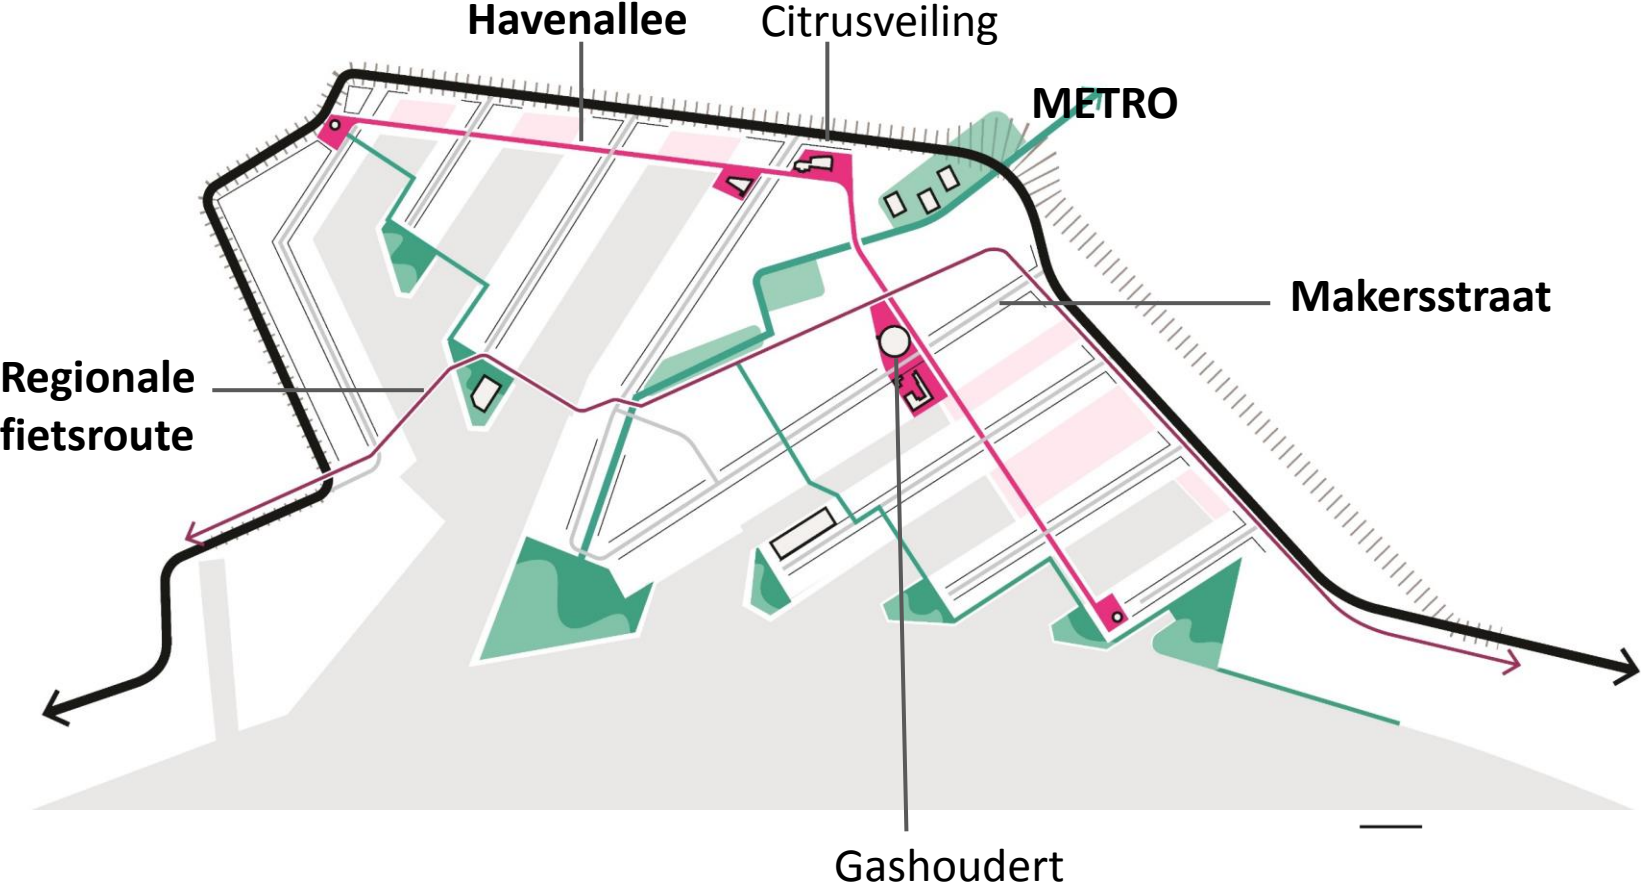 Havenallee
Citrusveiling
METRO
Makersstraat
Regionale
fietsroute
Gashoudert